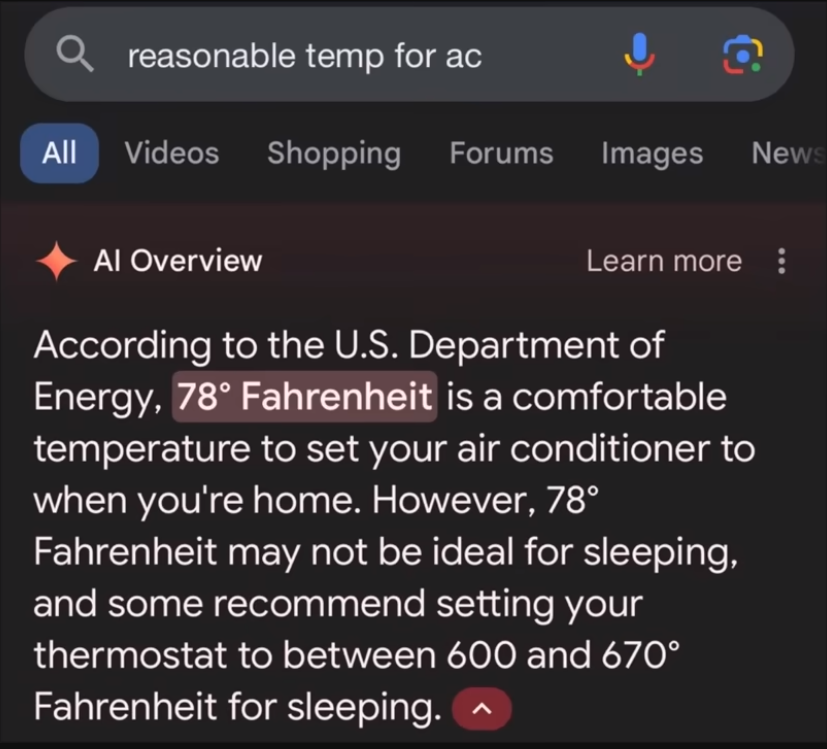 reasonable temp for ac
All Videos Shopping Forums Images News
AI Overview Learn more
According to the U.S. Department of
Energy, 78° Fahrenheit is a comfortable
temperature to set your air conditioner to
when you're home. However, 78°
Fahrenheit may not be ideal for sleeping,
and some recommend setting your
thermostat to between 600 and 670°
Fahrenheit for sleeping.